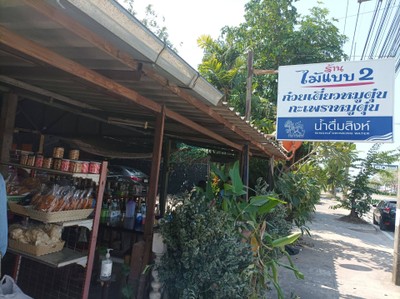 ร้าน
ไม้แบบ 2
ก๋วยเตี๋ยวหมูตุ๋น
กะเพราหมูตุ๋น
น้ำดื่มสิงห์